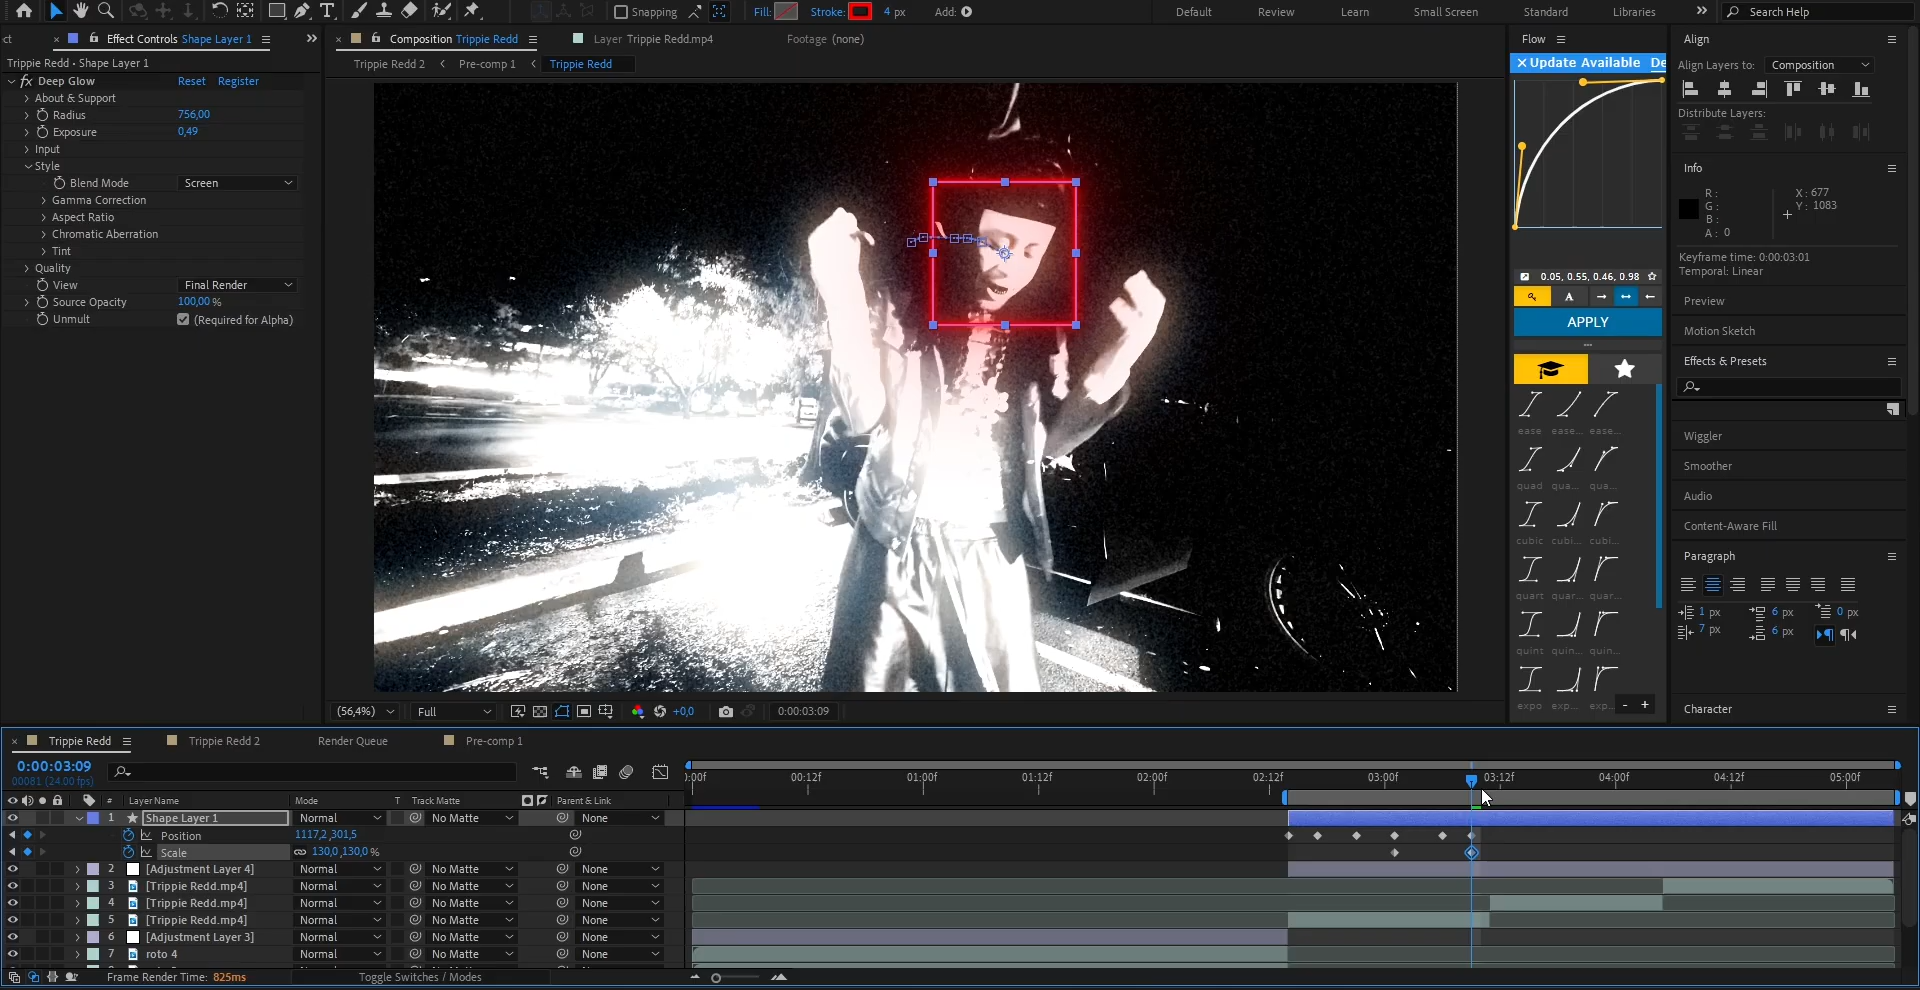 Snapping
Fill:
Stroke:
4 px
Add:
Default
Review
Learn
Small Screen
Standard
Libraries
Search Help
ct
Effect Controls Shape Layer 1
Composition Trippie Redd
Layer Trippie Redd.mp4
Footage (none)
Flow
Align
Trippie Redd • Shape Layer 1
Trippie Redd 2
Pre-comp 1
Trippie Redd
Update Available De
Align Layers to:
Composition
fx Deep Glow
Reset
Register
About & Support
Radius
756,00
Exposure
0,49
Input
Style
Blend Mode
Screen
Gamma Correction
Aspect Ratio
Chromatic Aberration
Tint
Quality
View
Final Render
Source Opacity
100,00 %
Unmult
(Required for Alpha)
Distribute Layers:
Info
R :
G :
B :
A : 0
X : 677
Y : 1083
Keyframe time: 0:00:03:01
Temporal: Linear
0.05, 0.55, 0.46, 0.98
A
APPLY
Preview
Motion Sketch
Effects & Presets
ease
ease...
ease...
quad
qua...
qua...
cubic
cubi...
cubi...
quart
quar...
quar...
quint
quin...
quin...
expo
exp...
exp...
- +
Wiggler
Smoother
Audio
Content-Aware Fill
Paragraph
1 px
6 px
0 px
7 px
6 px
Character
(56,4%)
Full
+0,0
0:00:03:09
Trippie Redd
Trippie Redd 2
Render Queue
Pre-comp 1
0:00:03:09
00081 (24.00 fps)
):00f
00:12f
01:00f
01:12f
02:00f
02:12f
03:00f
03:12f
04:00f
04:12f
05:00f
#
Layer Name
Mode
T
Track Matte
Parent & Link
1
Shape Layer 1
Normal
No Matte
None
Position
1117,2 ,301,5
Scale
130,0 ,130,0 %
2
[Adjustment Layer 4]
Normal
No Matte
None
3
[Trippie Redd.mp4]
Normal
No Matte
None
4
[Trippie Redd.mp4]
Normal
No Matte
None
5
[Trippie Redd.mp4]
Normal
No Matte
None
6
[Adjustment Layer 3]
Normal
No Matte
None
7
roto 4
Normal
No Matte
None
Frame Render Time: 825ms
Toggle Switches / Modes